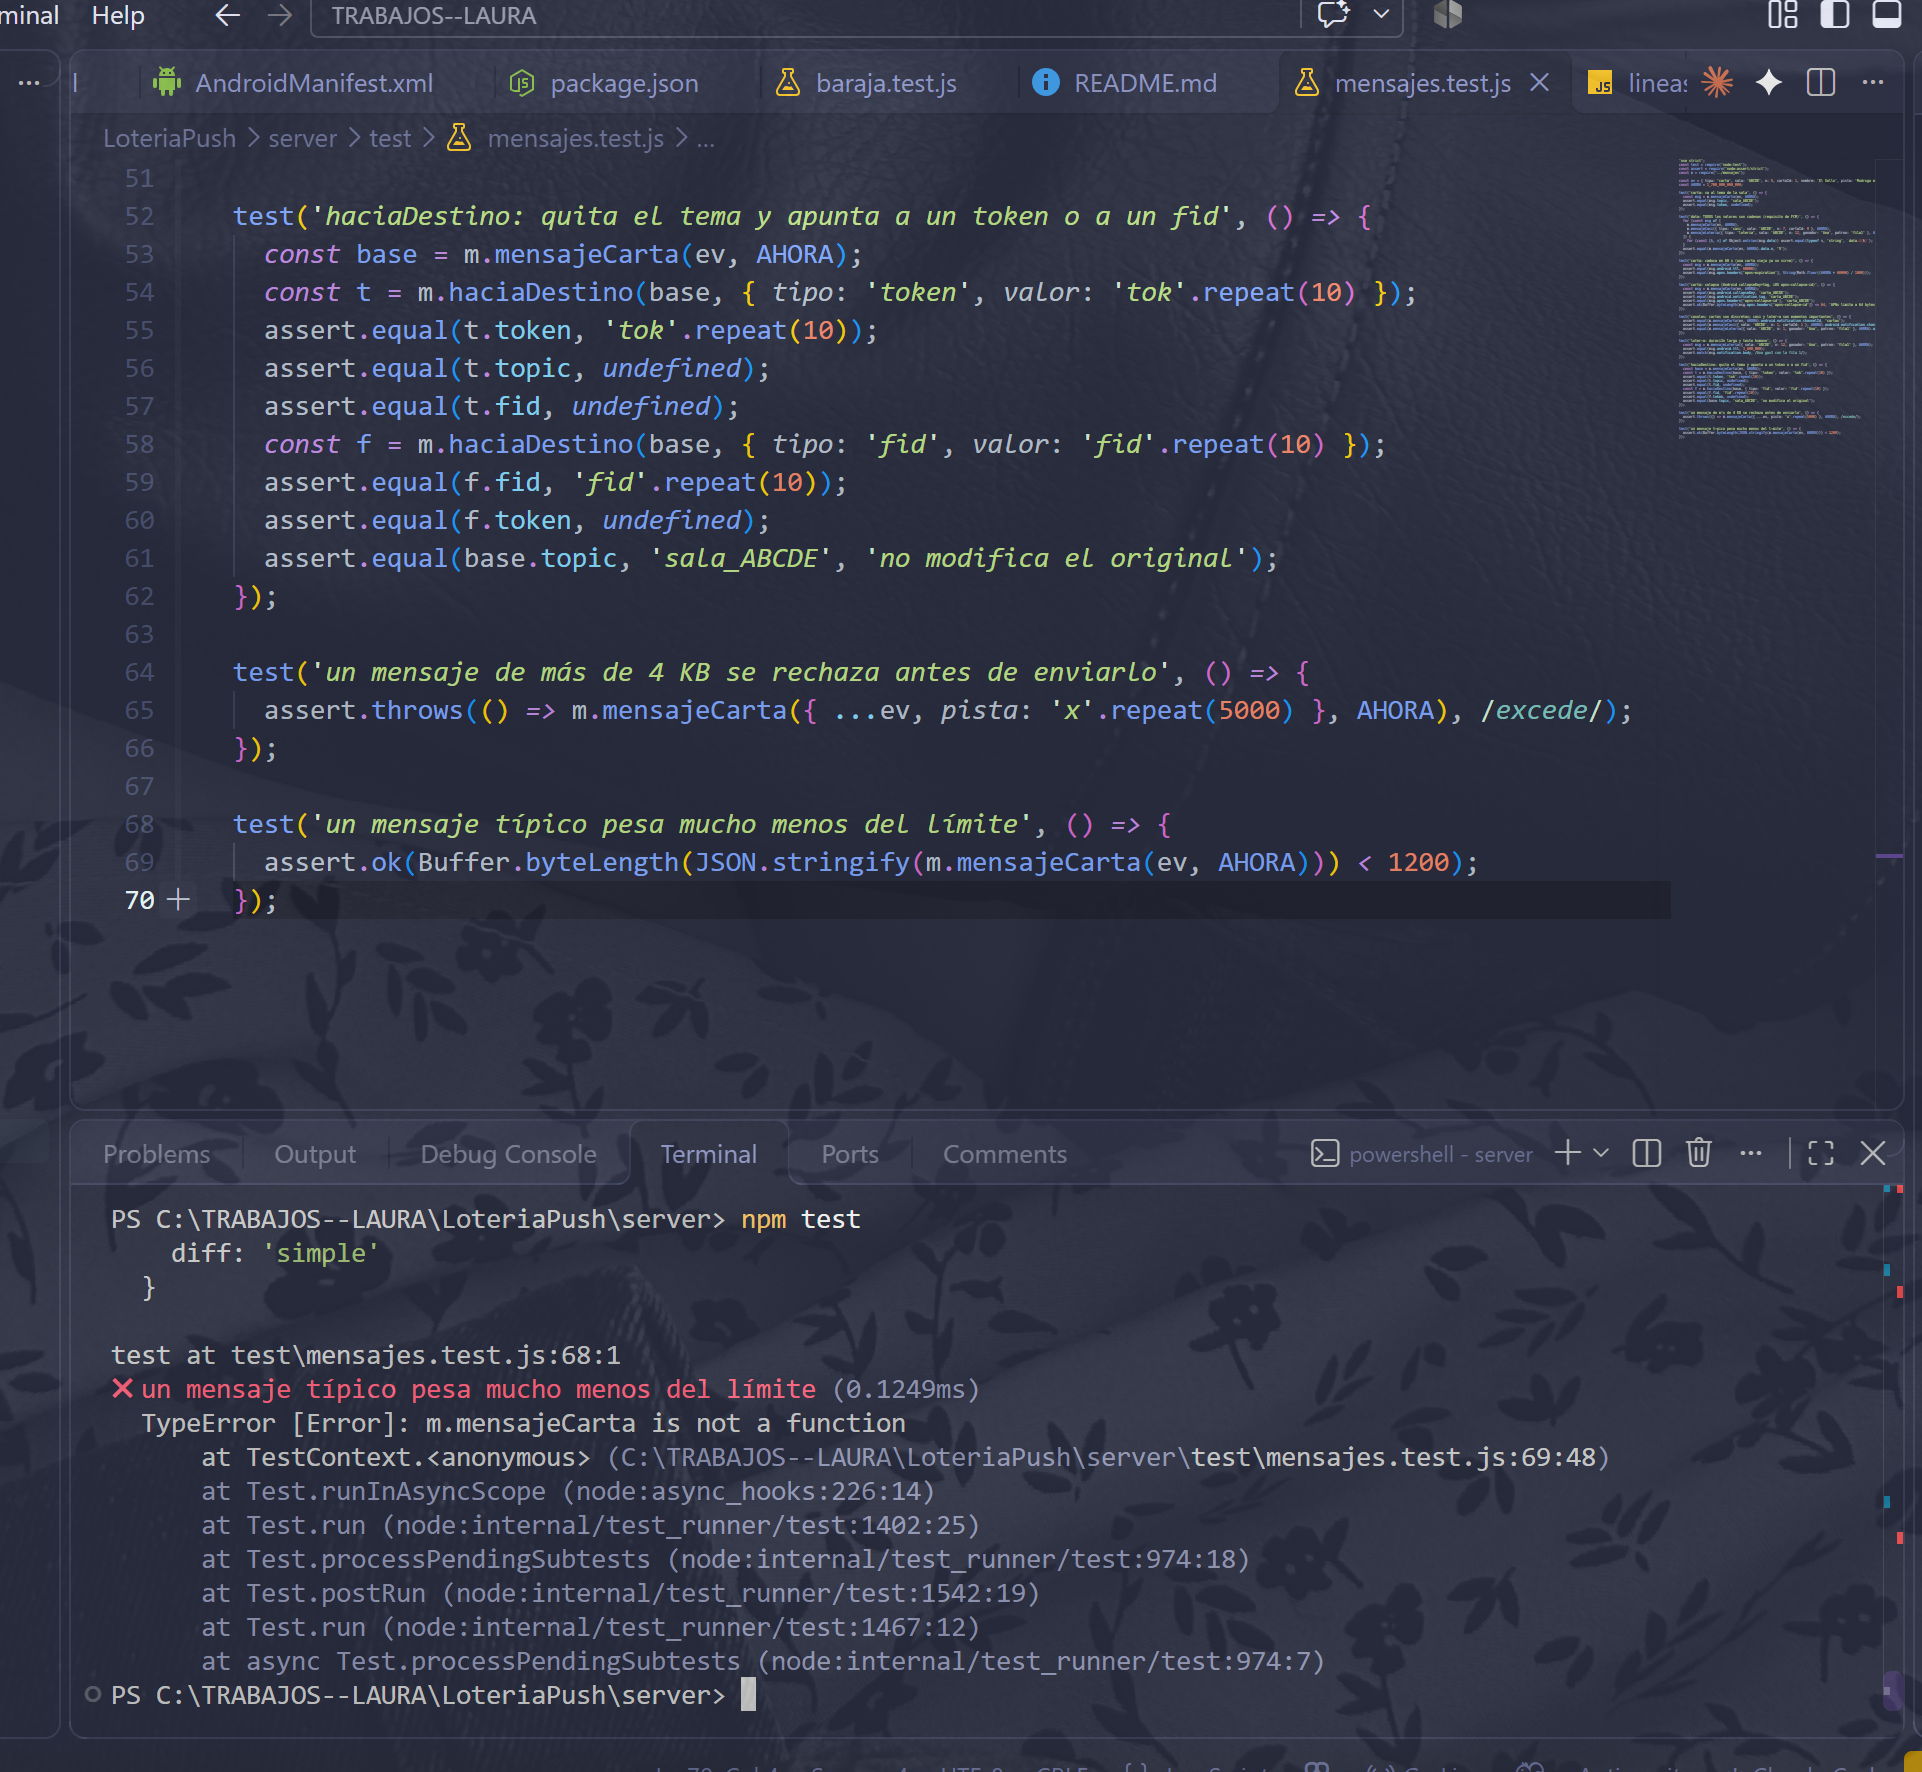 minal Help TRABAJOS--LAURA
AndroidManifest.xml package.json baraja.test.js README.md mensajes.test.js
LoteriaPush > server > test > mensajes.test.js > ...
51
52 test('haciaDestino: quita el tema y apunta a un token o a un fid', () => {
53 const base = m.mensajeCarta(ev, AHORA);
54 const t = m.haciaDestino(base, { tipo: 'token', valor: 'tok'.repeat(10) });
55 assert.equal(t.token, 'tok'.repeat(10));
56 assert.equal(t.topic, undefined);
57 assert.equal(t.fid, undefined);
58 const f = m.haciaDestino(base, { tipo: 'fid', valor: 'fid'.repeat(10) });
59 assert.equal(f.fid, 'fid'.repeat(10));
60 assert.equal(f.token, undefined);
61 assert.equal(base.topic, 'sala_ABCDE', 'no modifica el original');
62 });
63
64 test('un mensaje de más de 4 KB se rechaza antes de enviarlo', () => {
65 assert.throws(() => m.mensajeCarta({ ...ev, pista: 'x'.repeat(5000) }, AHORA), /excede/);
66 });
67
68 test('un mensaje típico pesa mucho menos del límite', () => {
69 assert.ok(Buffer.byteLength(JSON.stringify(m.mensajeCarta(ev, AHORA))) < 1200);
70 });
Problems Output Debug Console Terminal Ports Comments powershell - server
PS C:\TRABAJOS--LAURA\LoteriaPush\server> npm test
diff: 'simple'
}
test at test\mensajes.test.js:68:1
✖ un mensaje típico pesa mucho menos del límite (0.1249ms)
TypeError [Error]: m.mensajeCarta is not a function
at TestContext.<anonymous> (C:\TRABAJOS--LAURA\LoteriaPush\server\test\mensajes.test.js:69:48)
at Test.runInAsyncScope (node:async_hooks:226:14)
at Test.run (node:internal/test_runner/test:1402:25)
at Test.processPendingSubtests (node:internal/test_runner/test:974:18)
at Test.postRun (node:internal/test_runner/test:1542:19)
at Test.run (node:internal/test_runner/test:1467:12)
at async Test.processPendingSubtests (node:internal/test_runner/test:974:7)
PS C:\TRABAJOS--LAURA\LoteriaPush\server>